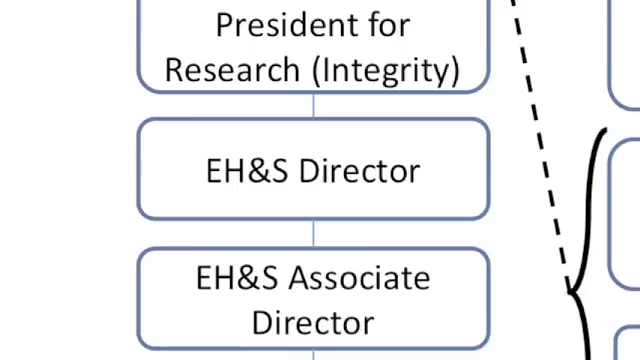 President for
Research (Integrity)
EH&S Director
EH&S Associate
Director